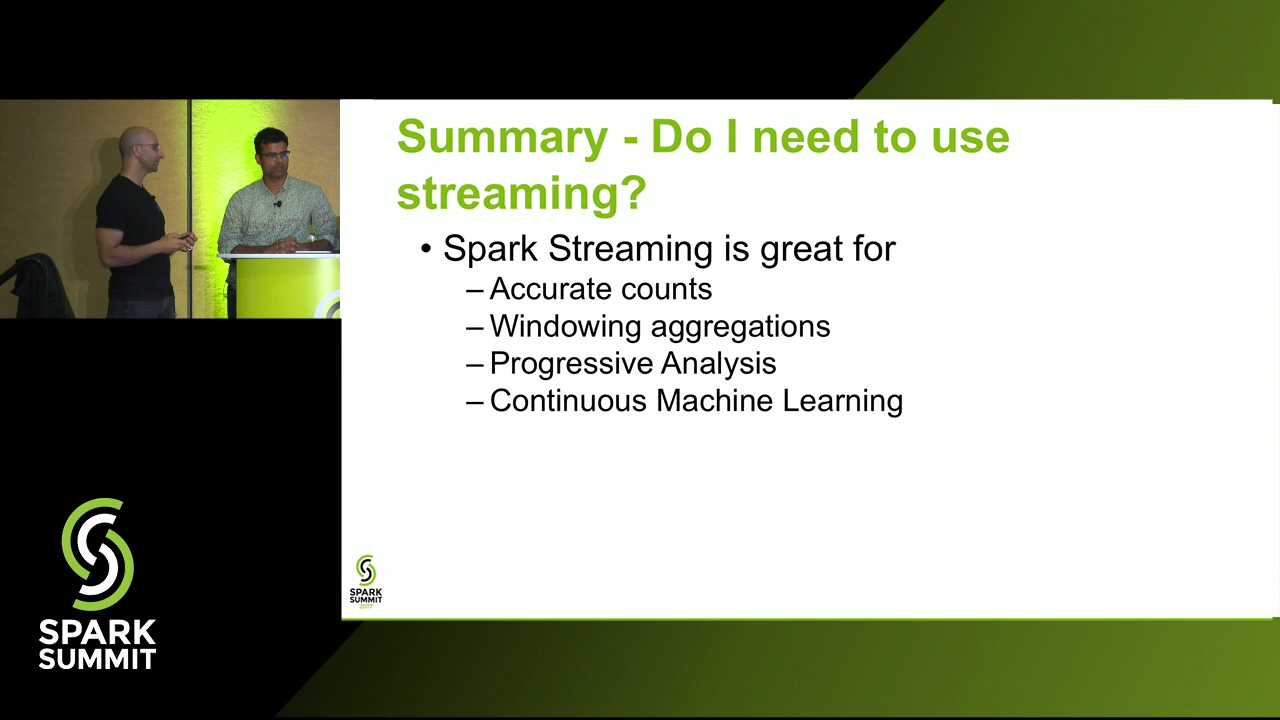 Summary - Do I need to use
streaming?
• Spark Streaming is great for
– Accurate counts
– Windowing aggregations
– Progressive Analysis
– Continuous Machine Learning
SPARK
SUMMIT
2017
SPARK
SUMMIT